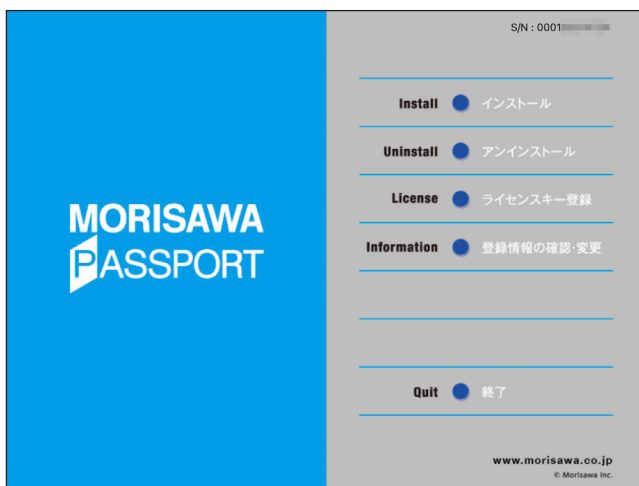 S/N : 0001
Install インストール
Uninstall アンインストール
License ライセンスキー登録
Information 登録情報の確認・変更
MORISAWA
PASSPORT
Quit 終了
www.morisawa.co.jp
© Morisawa Inc.